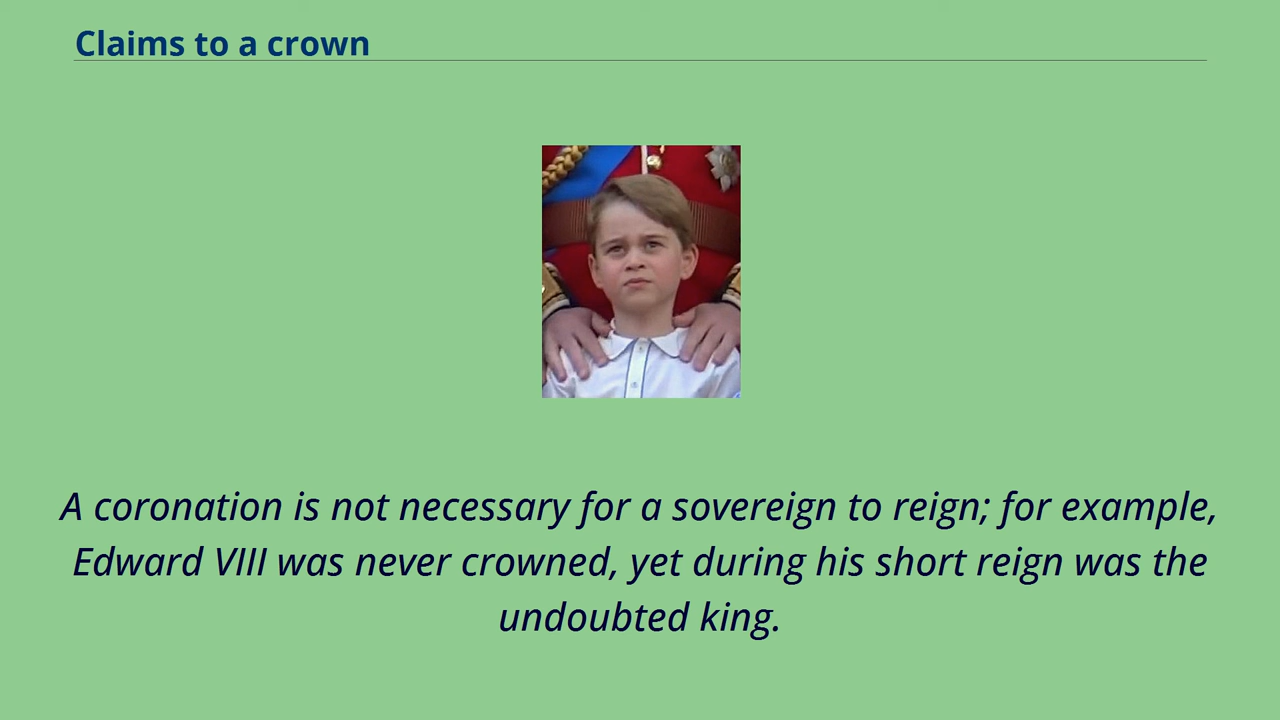 Claims to a crown
A coronation is not necessary for a sovereign to reign; for example,
Edward VIII was never crowned, yet during his short reign was the
undoubted king.